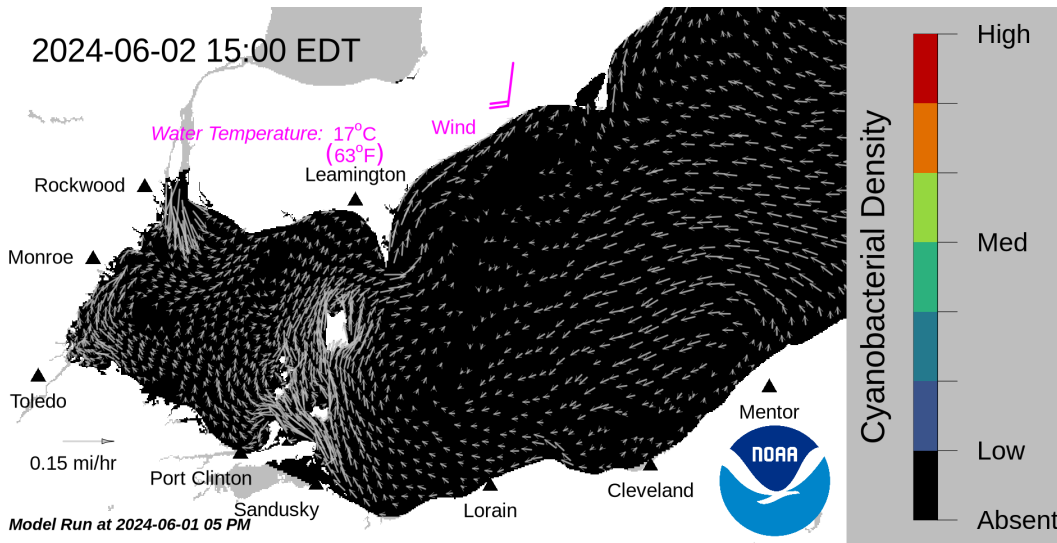 2024-06-02 15:00 EDT
Wind
Water Temperature: 17°C
(63°F)
Leamington
Rockwood
Monroe
Toledo
0.15 mi/hr
Port Clinton
Sandusky
Lorain
Cleveland
Mentor
NOAA
Model Run at 2024-06-01 05 PM
Cyanobacterial Density
High
Med
Low
Absent